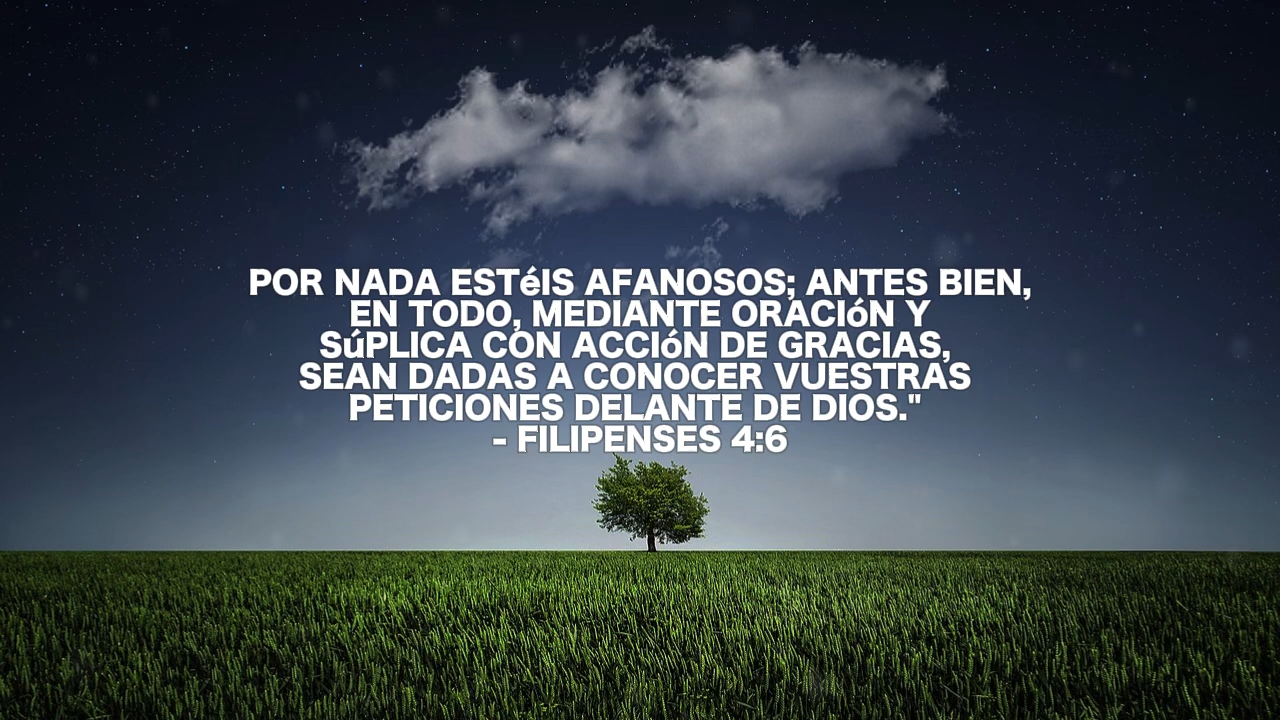 POR NADA ESTéIS AFANOSOS; ANTES BIEN,
EN TODO, MEDIANTE ORACIóN Y
SúPLICA CON ACCIóN DE GRACIAS,
SEAN DADAS A CONOCER VUESTRAS
PETICIONES DELANTE DE DIOS."
- FILIPENSES 4:6